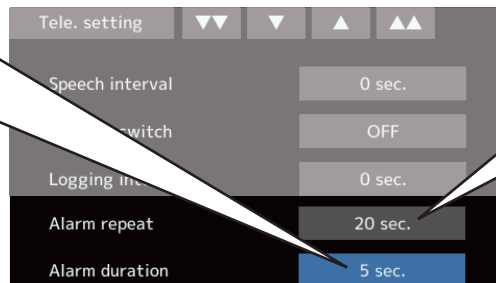 Tele. setting ▼▼ ▼ ▲ ▲▲
Speech interval 0 sec.
switch OFF
Logging 0 sec.
Alarm repeat 20 sec.
Alarm duration 5 sec.